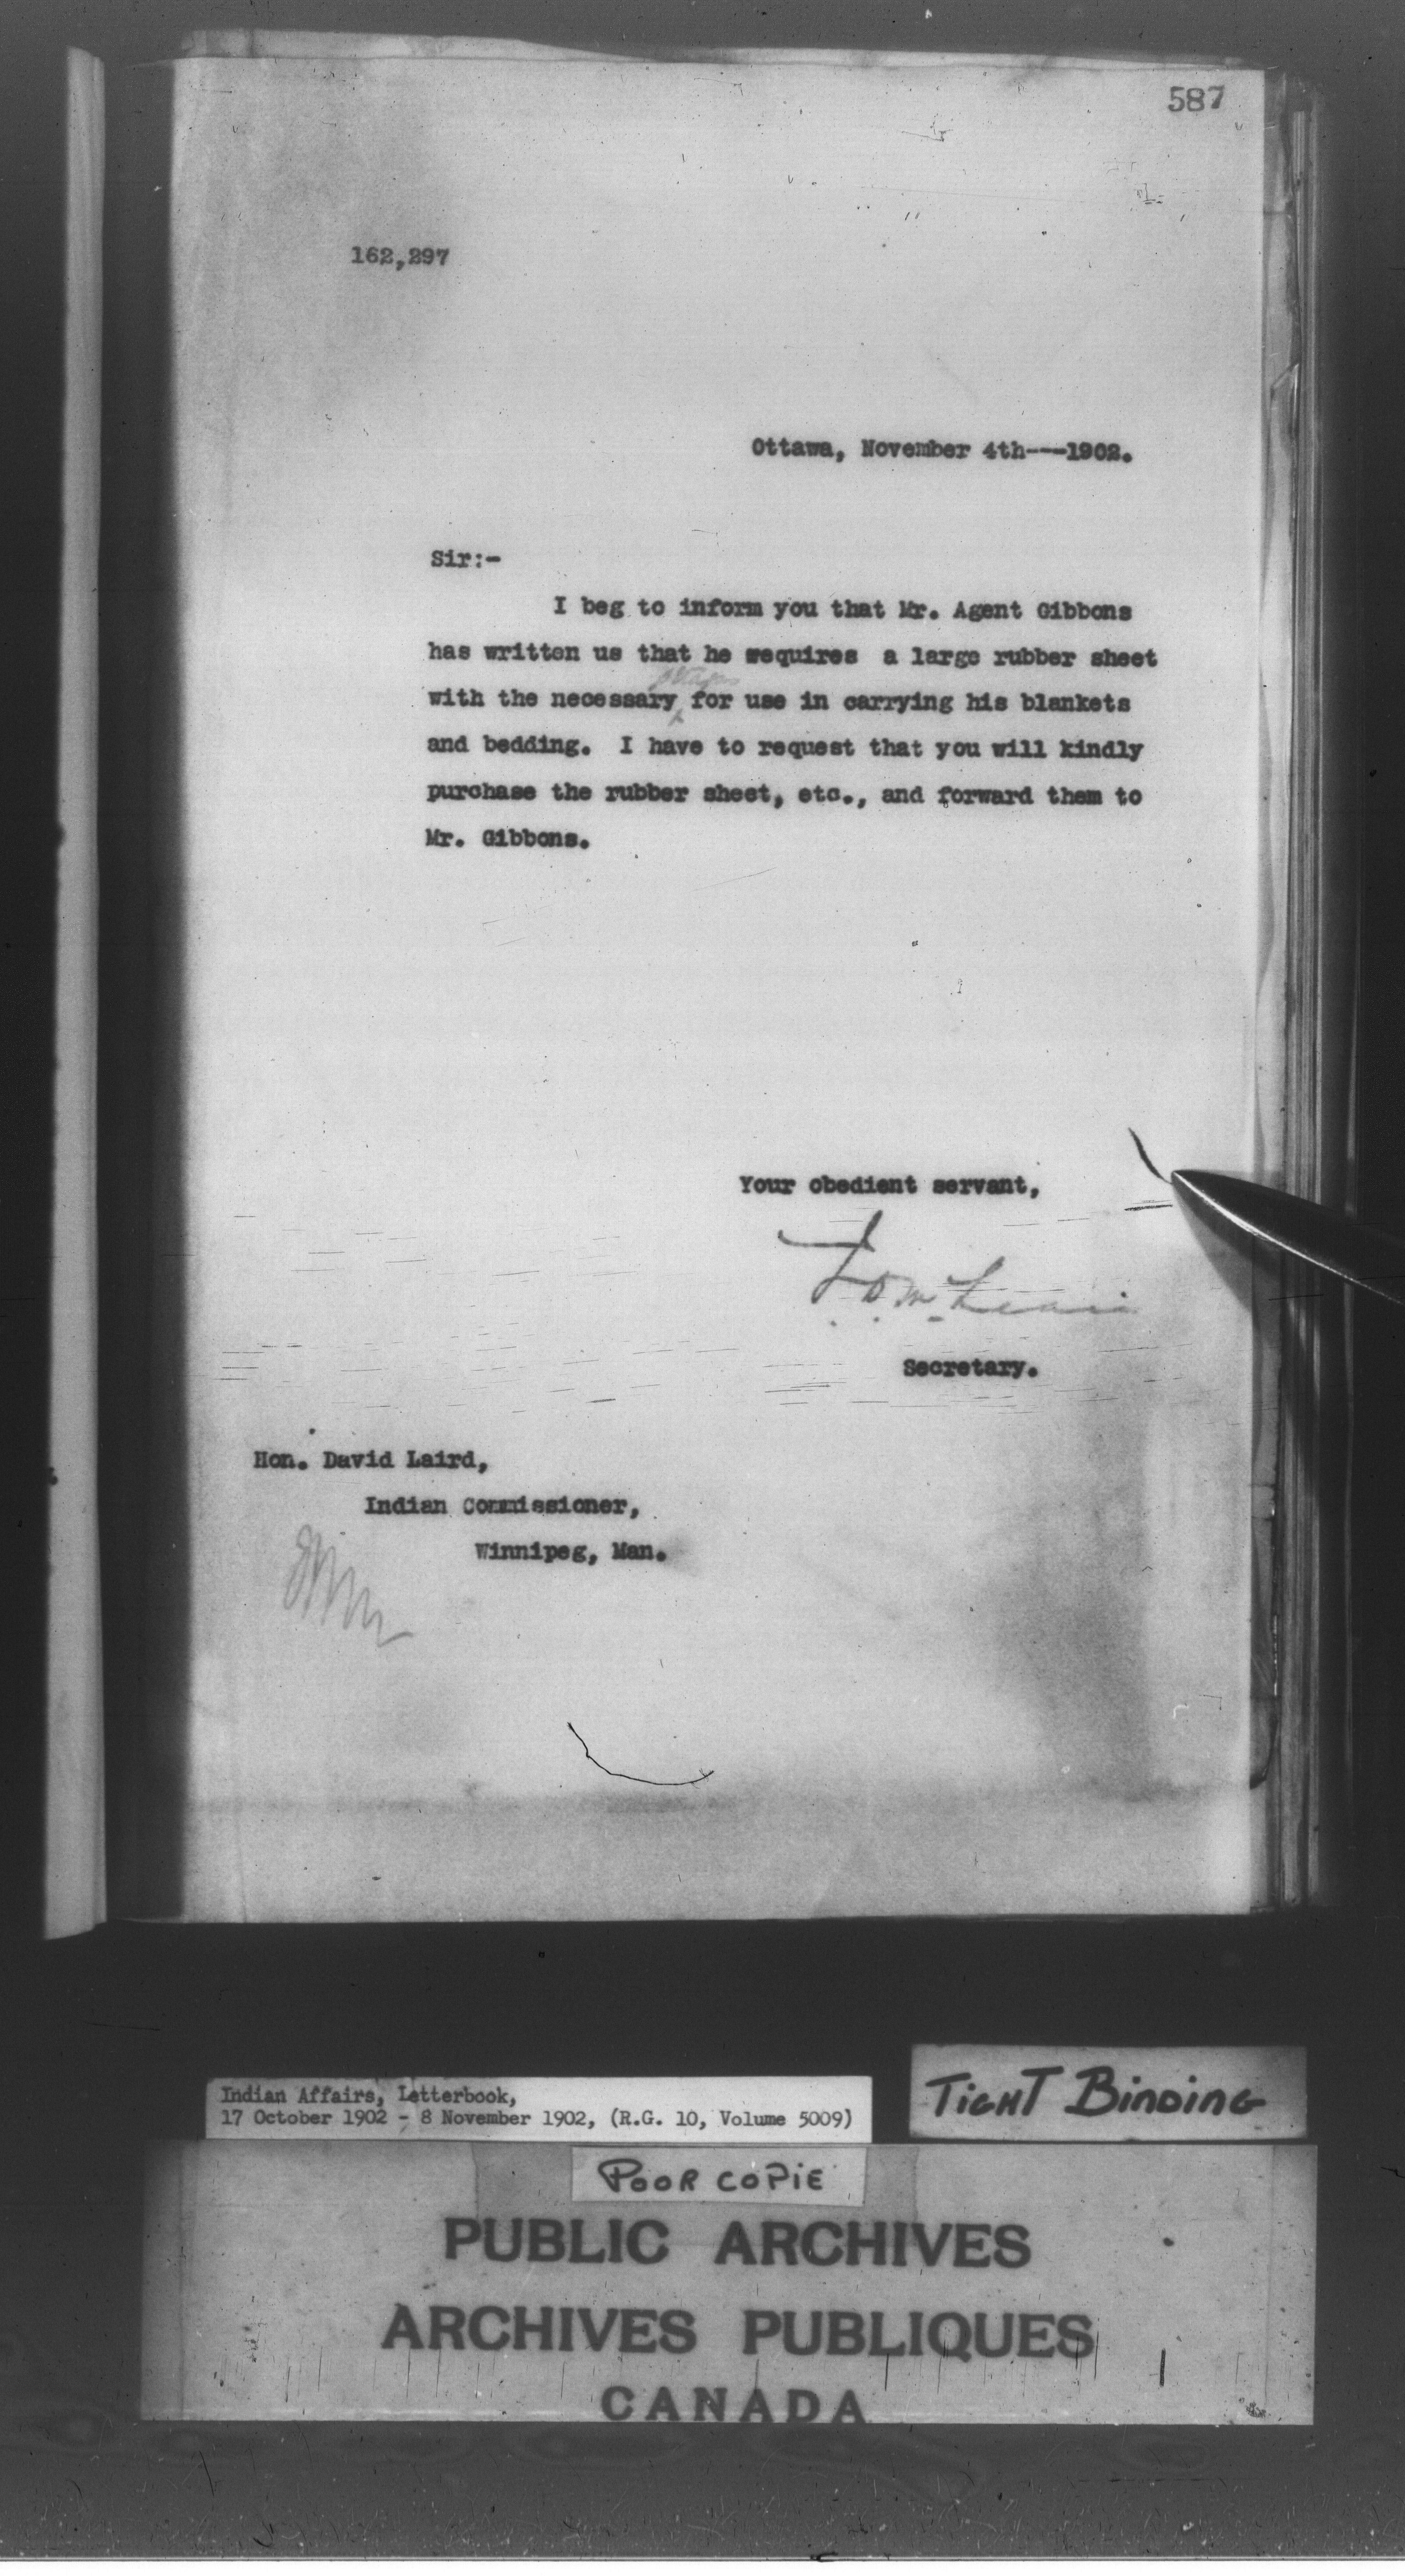 587
162,297
Ottawa, November 4th---1902.
Sir:-
I beg to inform you that Mr. Agent Gibbons
has written us that he requires a large rubber sheet
with the necessary for use in carrying his blankets
and bedding. I have to request that you will kindly
purchase the rubber sheet, etc., and forward them to
Mr. Gibbons.
Your obedient servant,
Secretary.
Hon. David Laird,
Indian Commissioner,
Winnipeg, Man.
Indian Affairs, Letterbook,
17 October 1902 - 8 November 1902, (R.G. 10, Volume 5009)
TIGHT BINDING
POOR COPIE
PUBLIC ARCHIVES
ARCHIVES PUBLIQUES
CANADA